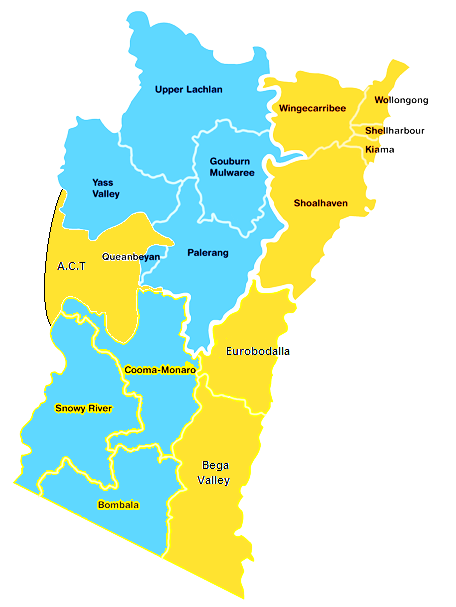 Upper Lachlan
Wollongong
Wingecarribee
Shellharbour
Kiama
Gouburn
Mulwaree
Yass
Valley
Shoalhaven
Queanbeyan
Palerang
A.C.T
Eurobodalla
Cooma-Monaro
Snowy River
Bega
Valley
Bombala